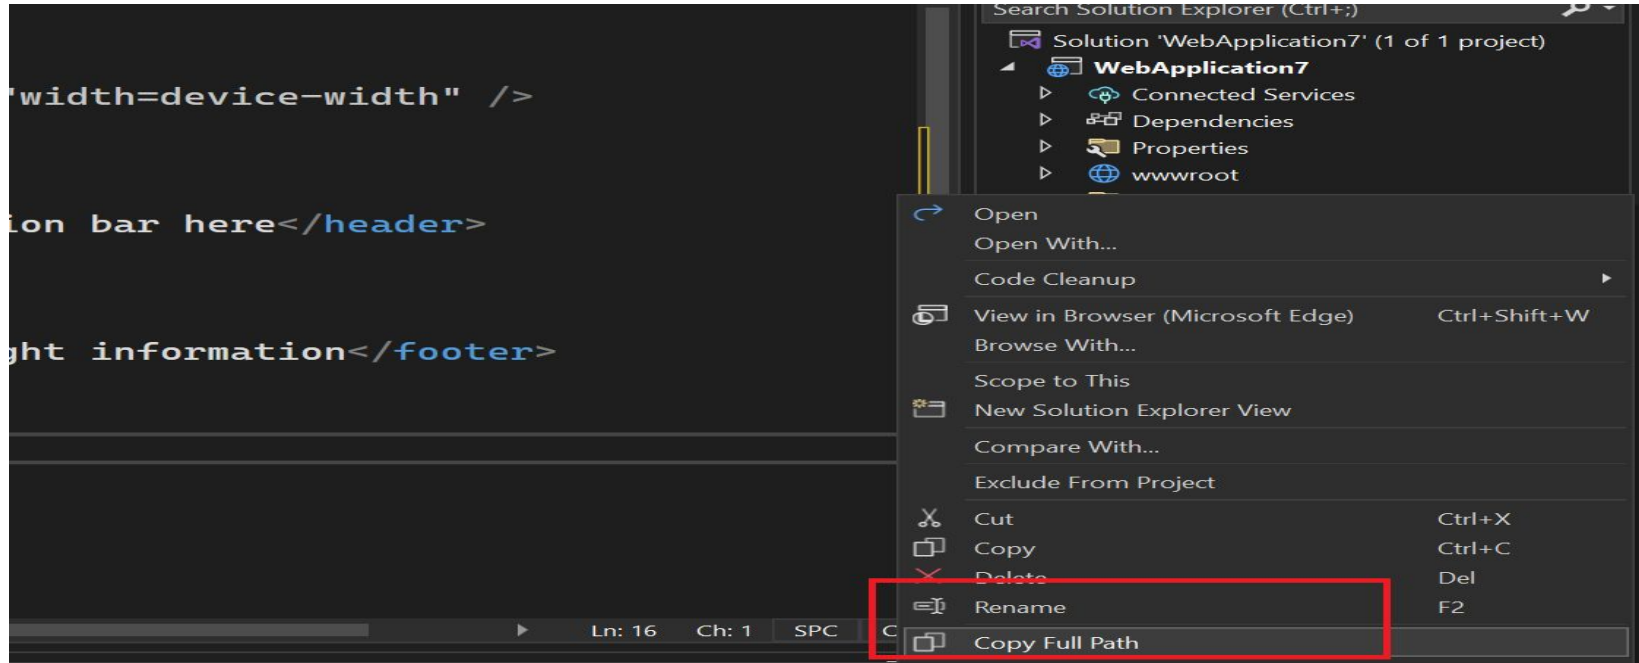 Search Solution Explorer (Ctrl+;)
Solution 'WebApplication7' (1 of 1 project)
WebApplication7
"width=device-width" />
Connected Services
Dependencies
Properties
wwwroot
ion bar here</header>
Open
Open With...
Code Cleanup
View in Browser (Microsoft Edge) Ctrl+Shift+W
Browse With...
ght information</footer>
Scope to This
New Solution Explorer View
Compare With...
Exclude From Project
Cut Ctrl+X
Copy Ctrl+C
Delete Del
Rename F2
Ln: 16 Ch: 1 SPC C
Copy Full Path